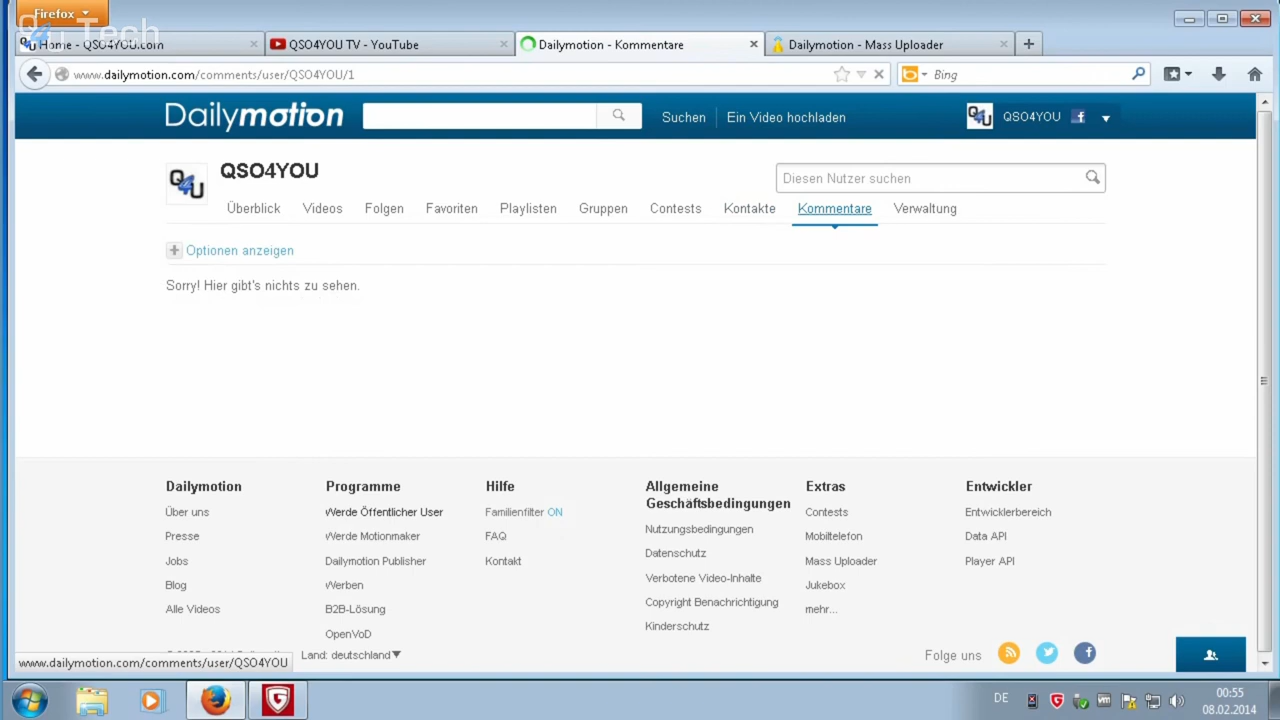 Firefox
Q4U Tech
Home - QSO4YOU.com
QSO4YOU TV - YouTube
Dailymotion - Kommentare
Dailymotion - Mass Uploader
www.dailymotion.com/comments/user/QSO4YOU/1
Bing
Dailymotion
Suchen
Ein Video hochladen
Q4U
QSO4YOU
Q4U
QSO4YOU
Diesen Nutzer suchen
Überblick Videos Folgen Favoriten Playlisten Gruppen Contests Kontakte Kommentare Verwaltung
Optionen anzeigen
Sorry! Hier gibt's nichts zu sehen.
Dailymotion
Über uns
Presse
Jobs
Blog
Alle Videos
Programme
Werde Öffentlicher User
Werde Motionmaker
Dailymotion Publisher
Werben
B2B-Lösung
OpenVoD
Hilfe
Familienfilter ON
FAQ
Kontakt
Allgemeine
Geschäftsbedingungen
Nutzungsbedingungen
Datenschutz
Verbotene Video-Inhalte
Copyright Benachrichtigung
Kinderschutz
Extras
Contests
Mobiltelefon
Mass Uploader
Jukebox
mehr...
Entwickler
Entwicklerbereich
Data API
Player API
Land: deutschland
Folge uns
www.dailymotion.com/comments/user/QSO4YOU
DE
00:55
08.02.2014